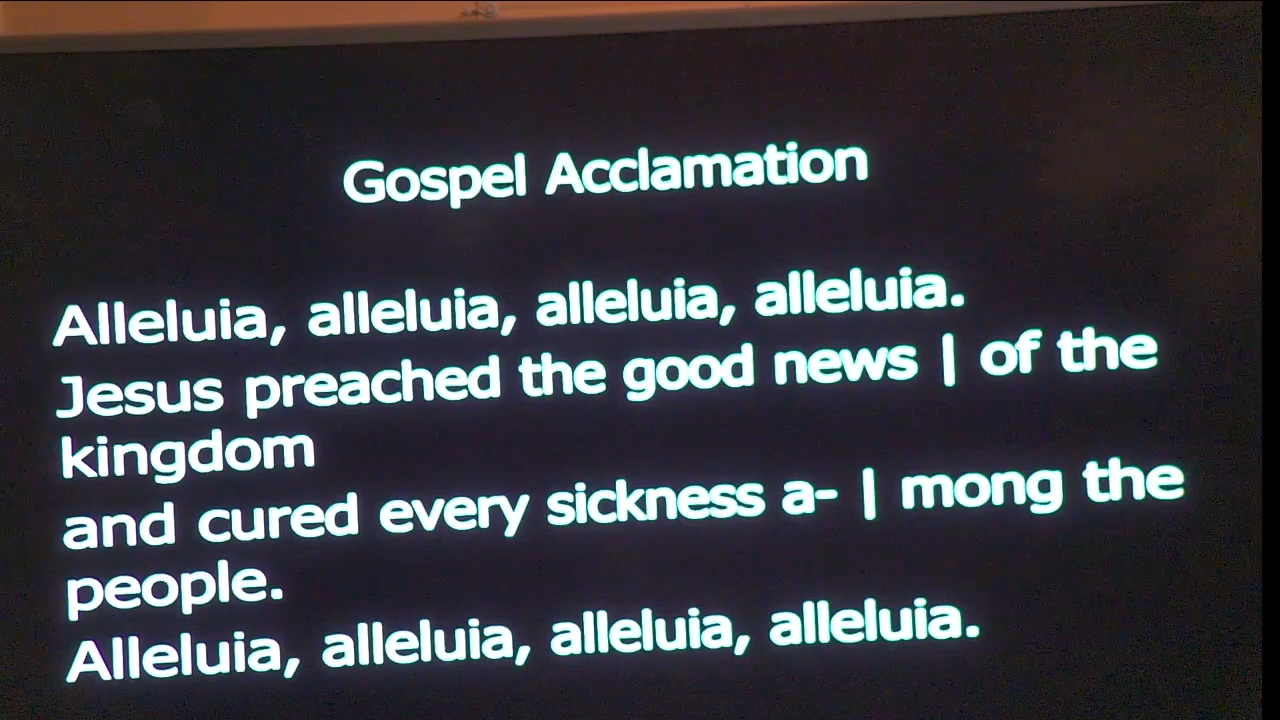 Gospel Acclamation
Alleluia, alleluia, alleluia, alleluia.
Jesus preached the good news | of the
kingdom
and cured every sickness a- | mong the
people.
Alleluia, alleluia, alleluia, alleluia.